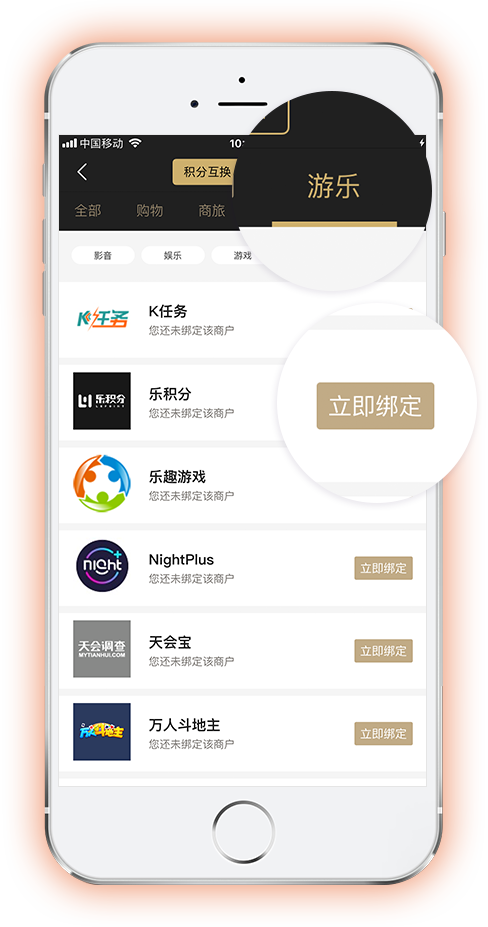 中国移动
10:
积分互换
游乐
全部 购物 商旅
影音 娱乐 游戏
K任务
K任务
您还未绑定该商户
立即绑定
乐积分
LEPOINT
乐积分
您还未绑定该商户
乐趣游戏
您还未绑定该商户
night
NightPlus
您还未绑定该商户
立即绑定
天会调查
MYTIANHUI.COM
天会宝
您还未绑定该商户
立即绑定
万人斗地主
万人斗地主
您还未绑定该商户
立即绑定